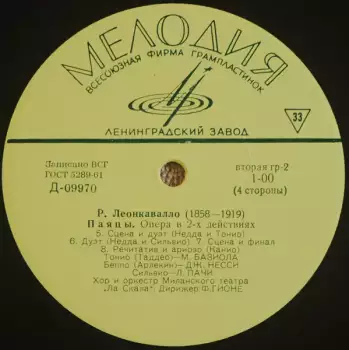 МЕЛОДИЯ
ВСЕСОЮЗНАЯ ФИРМА ГРАМПЛАСТИНОК
33
ЛЕНИНГРАДСКИЙ ЗАВОД
Записано ВСГ
ГОСТ 5289-61
Д-09970
вторая гр-2
1-00
(4 стороны)
Р. Леонкавалло (1858-1919)
Паяцы. Опера в 2-х действиях
5. Сцена и дуэт (Недда и Тонио)
6. Дуэт (Недда и Сильвио) 7. Сцена и финал
8. Речитатив и ариозо (Канио)
Тонио (Таддео)—М. БАЗИОЛА
Беппо (Арлекин)— ДЖ. НЕССИ
Сильвио—Л. ПАЧИ
Хор и оркестр Миланского театра
"Ла Скала" Дирижер Ф. ГИОНЕ